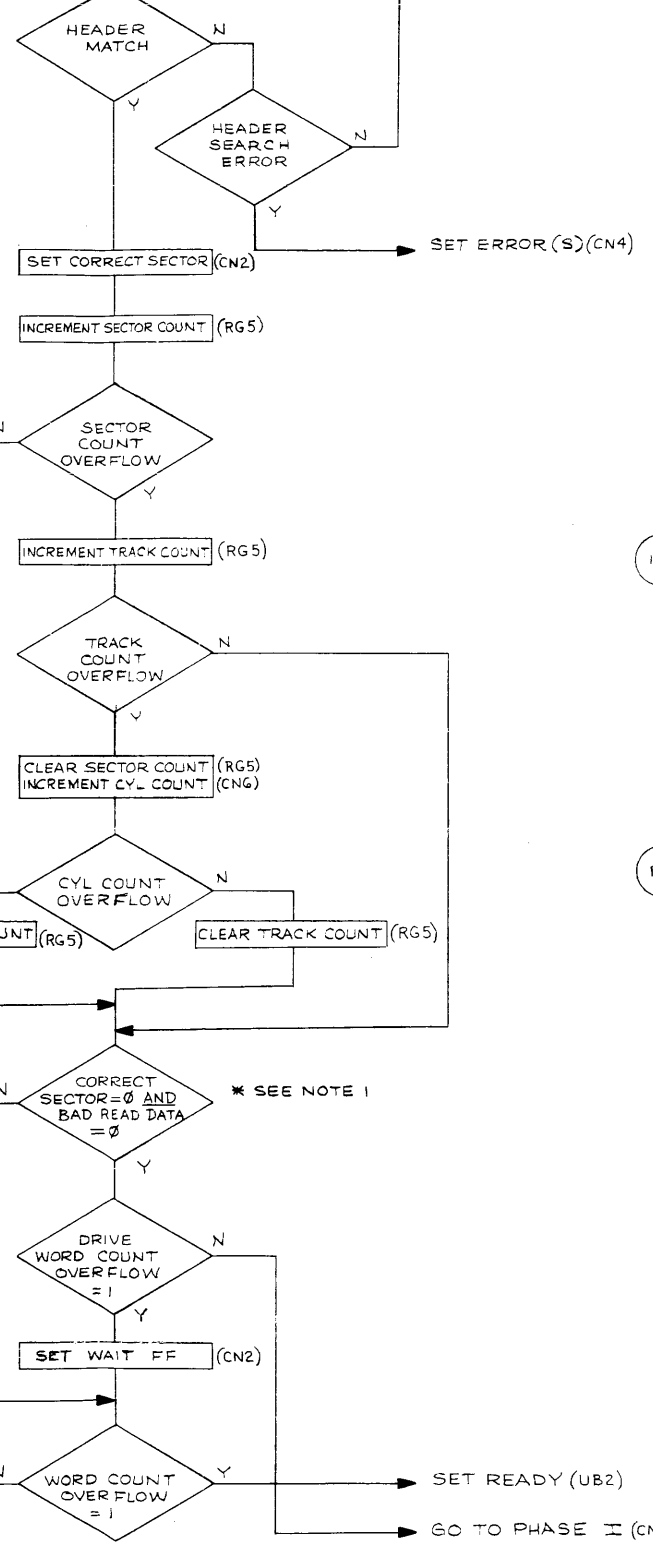 HEADER
MATCH
N
Y
HEADER
SEARCH
ERROR
N
Y
SET ERROR(S)(CN4)
SET CORRECT SECTOR (CN2)
INCREMENT SECTOR COUNT (RG5)
N
SECTOR
COUNT
OVERFLOW
Y
INCREMENT TRACK COUNT (RG5)
TRACK
COUNT
OVERFLOW
N
Y
CLEAR SECTOR COUNT (RG5)
INCREMENT CYL COUNT (CN6)
CYL COUNT
OVERFLOW
N
UNT (RG5)
CLEAR TRACK COUNT (RG5)
N
CORRECT
SECTOR=Ø AND
BAD READ DATA
=Ø
* SEE NOTE 1
Y
DRIVE
WORD COUNT
OVERFLOW
=1
N
Y
SET WAIT FF (CN2)
N
WORD COUNT
OVERFLOW
=1
Y
SET READY (UB2)
GO TO PHASE I (CN